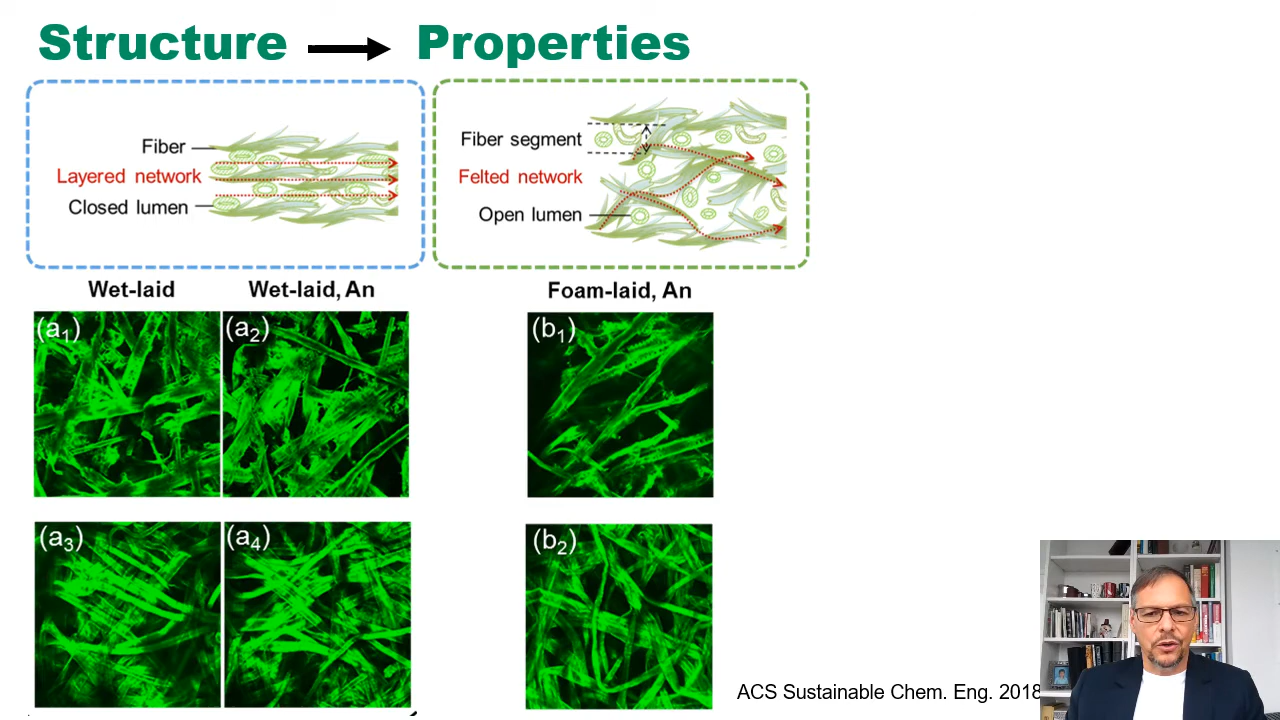 Structure Properties
Fiber
Layered network
Closed lumen
Fiber segment
Felted network
Open lumen
Wet-laid
Wet-laid, An
Foam-laid, An
(a1)
(a2)
(b1)
(a3)
(a4)
(b2)
ACS Sustainable Chem. Eng. 2018